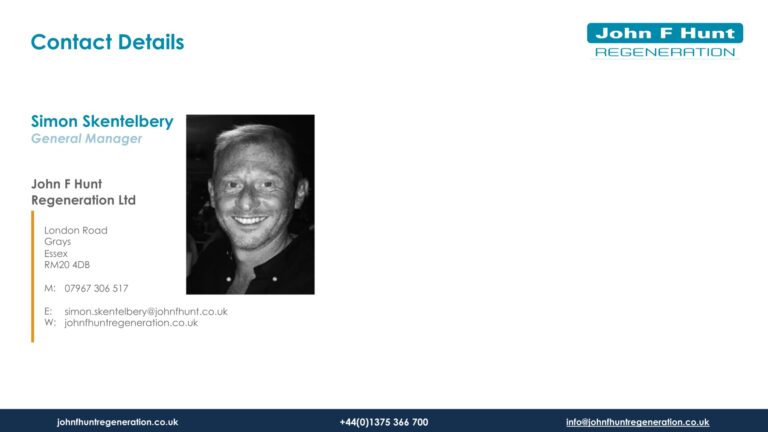 Contact Details
John F Hunt
REGENERATION
Simon Skentelbery
General Manager
John F Hunt
Regeneration Ltd
London Road
Grays
Essex
RM20 4DB
M: 07967 306 517
E: simon.skentelbery@johnfhunt.co.uk
W: johnfhuntregeneration.co.uk
johnfhuntregeneration.co.uk
+44(0)1375 366 700
info@johnfhuntregeneration.co.uk